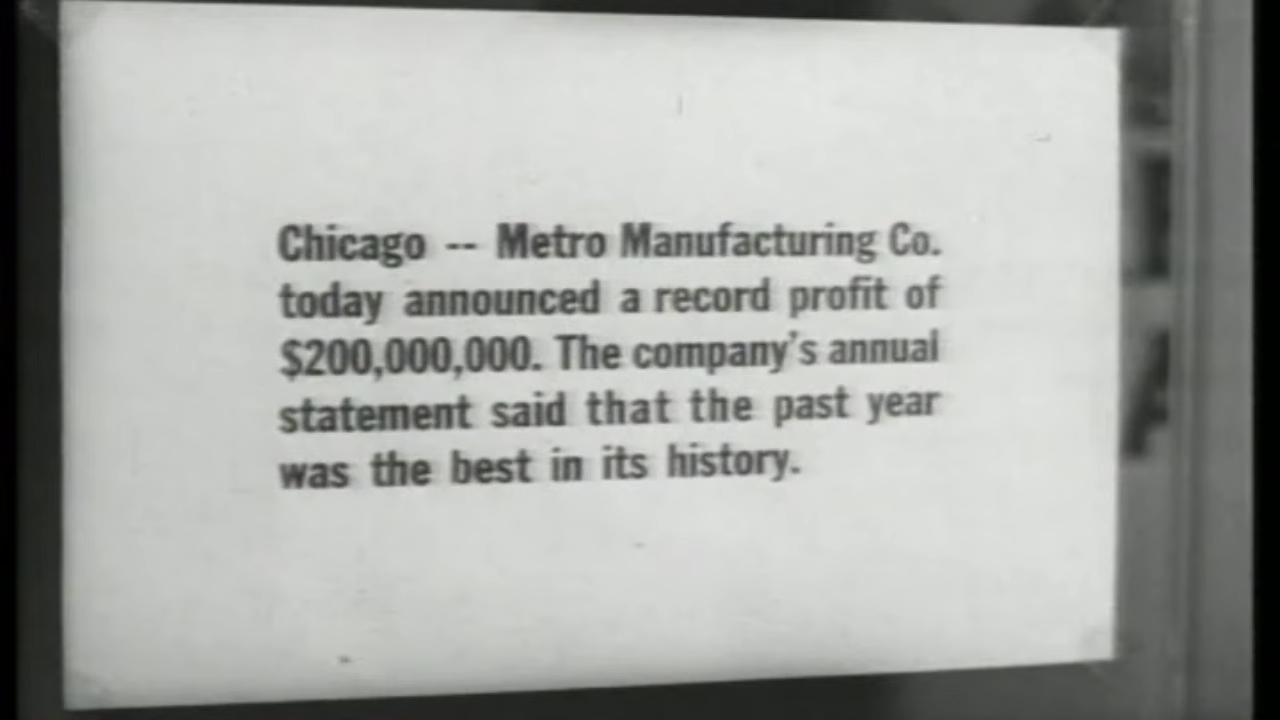 Chicago -- Metro Manufacturing Co.
today announced a record profit of
$200,000,000. The company's annual
statement said that the past year
was the best in its history.